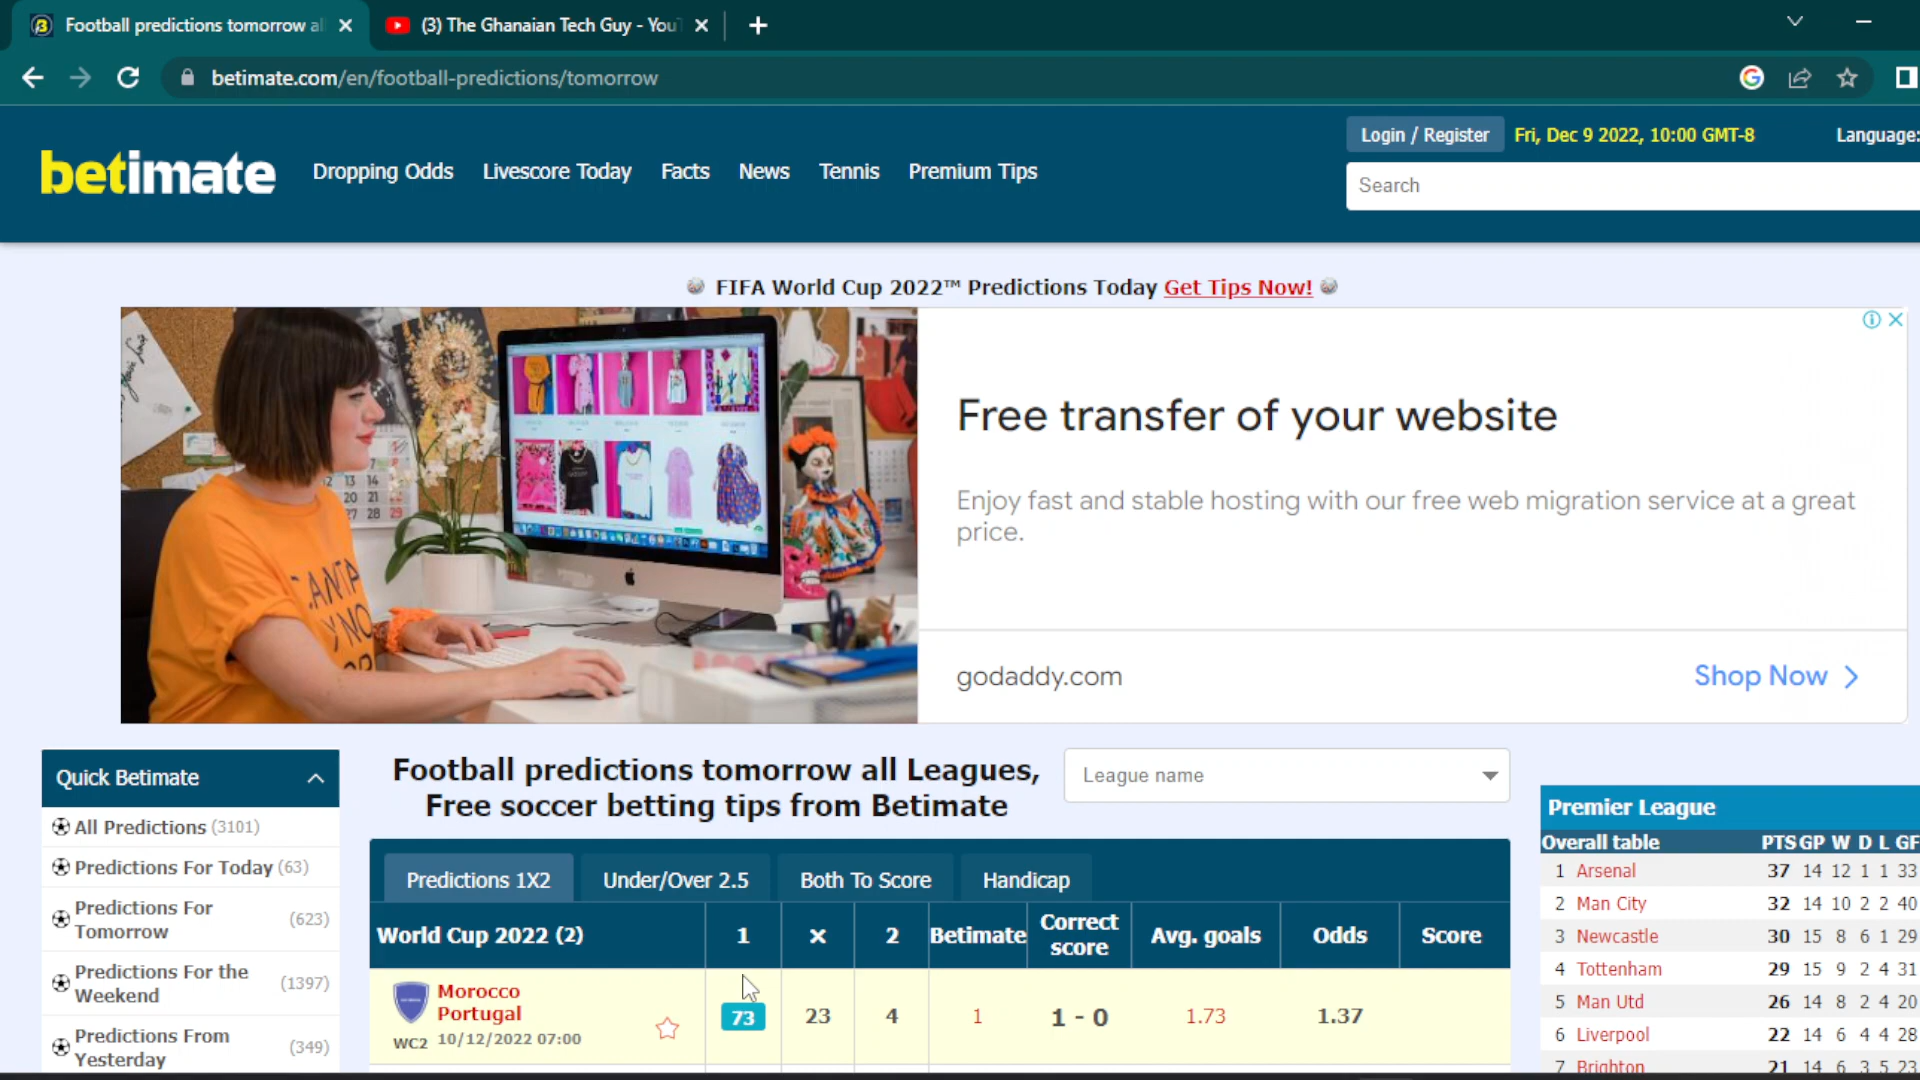 Football predictions tomorrow al
(3) The Ghanaian Tech Guy - You
betimate.com/en/football-predictions/tomorrow
Login / Register
Fri, Dec 9 2022, 10:00 GMT-8
Language:
betimate
Dropping Odds
Livescore Today
Facts
News
Tennis
Premium Tips
Search
FIFA World Cup 2022™ Predictions Today Get Tips Now!
Free transfer of your website
Enjoy fast and stable hosting with our free web migration service at a great
price.
godaddy.com
Shop Now
Quick Betimate
All Predictions (3101)
Predictions For Today (63)
Predictions For
Tomorrow
(623)
Predictions For the
Weekend
(1397)
Predictions From
Yesterday
(349)
Football predictions tomorrow all Leagues,
Free soccer betting tips from Betimate
League name
Predictions 1X2
Under/Over 2.5
Both To Score
Handicap
World Cup 2022 (2)
1
x
2
Betimate
Correct
score
Avg. goals
Odds
Score
Morocco
Portugal
WC2
10/12/2022 07:00
73
23
4
1
1 - 0
1.73
1.37
Premier League
Overall table PTS GP W D L GF
1 Arsenal 37 14 12 1 1 33
2 Man City 32 14 10 2 2 40
3 Newcastle 30 15 8 6 1 29
4 Tottenham 29 15 9 2 4 31
5 Man Utd 26 14 8 2 4 20
6 Liverpool 22 14 6 4 4 28
7 Brighton 21 14 6 3 5 23